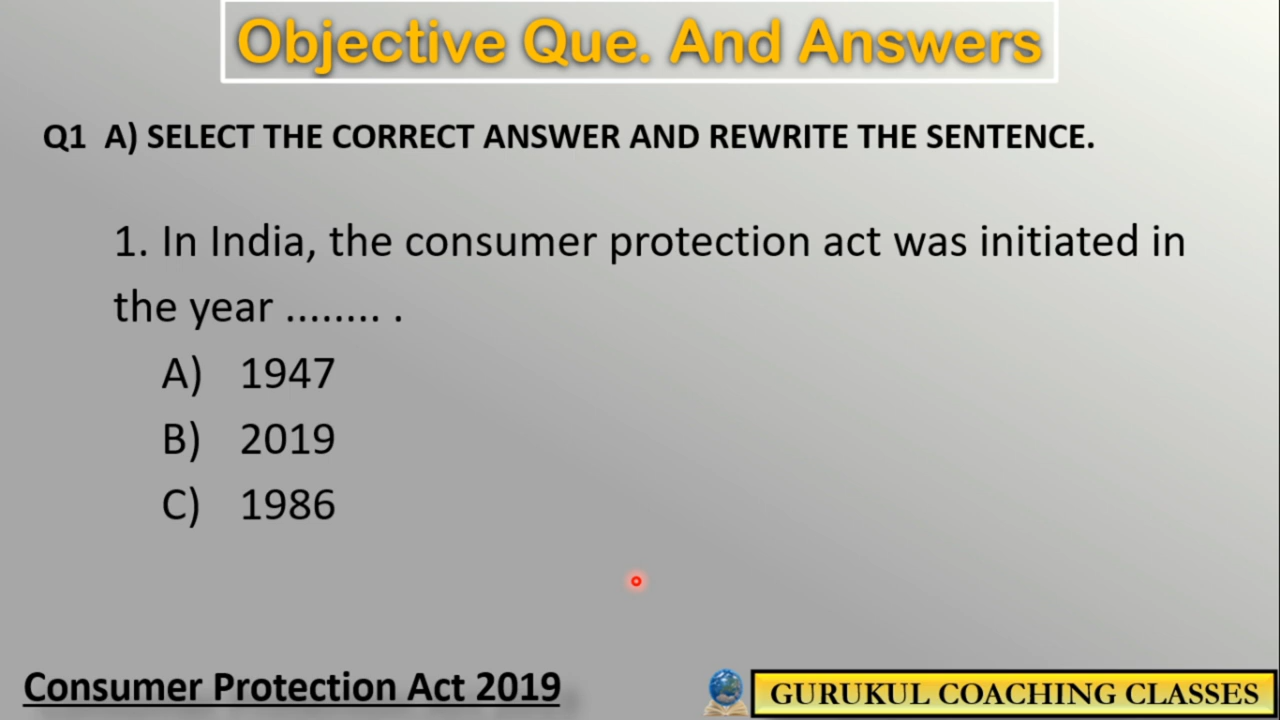 Objective Que. And Answers
Q1 A) SELECT THE CORRECT ANSWER AND REWRITE THE SENTENCE.
1. In India, the consumer protection act was initiated in
the year ........ .
A) 1947
B) 2019
C) 1986
Consumer Protection Act 2019
GURUKUL COACHING CLASSES